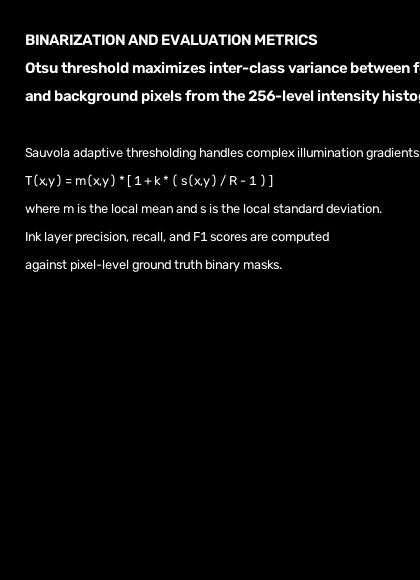 BINARIZATION AND EVALUATION METRICS
Otsu threshold maximizes inter-class variance between
and background pixels from the 256-level intensity
Sauvola adaptive thresholding handles complex illumination gradients
T(x,y) = m(x,y) * [ 1 + k * ( s(x,y) / R - 1 ) ]
where m is the local mean and s is the local standard deviation.
Ink layer precision, recall, and F1 scores are computed
against pixel-level ground truth binary masks.